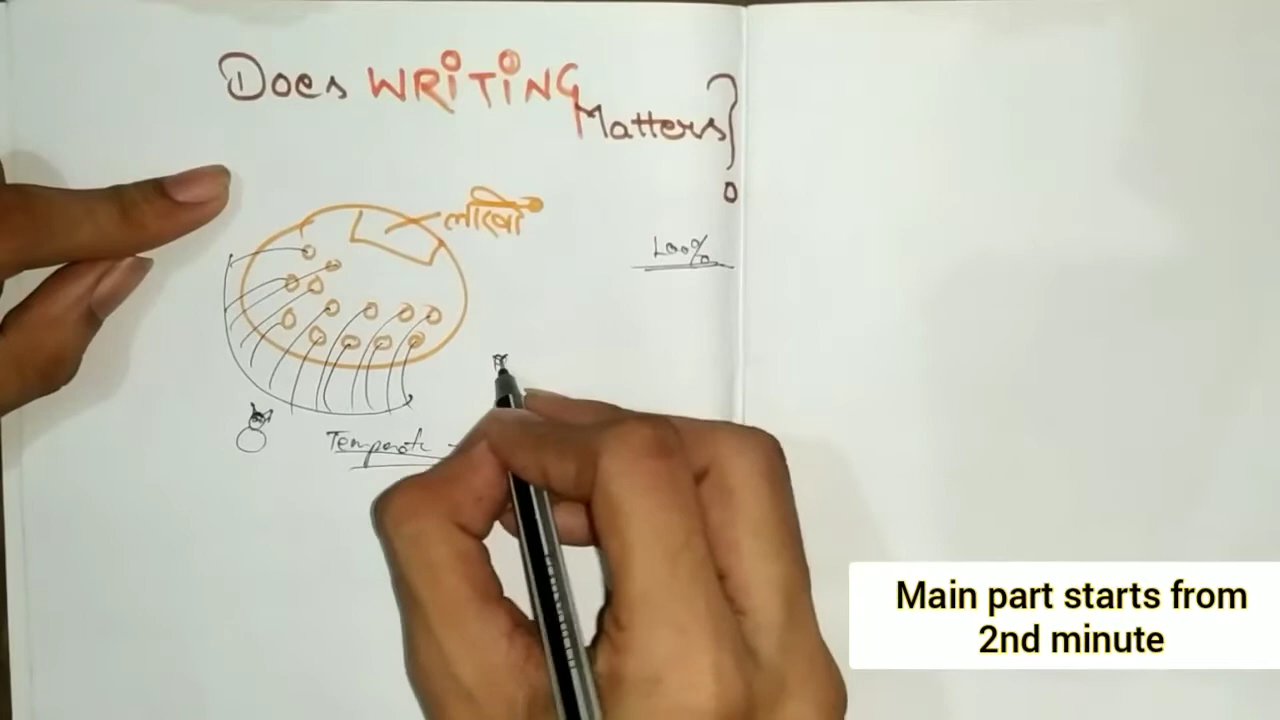 Does WRiTiNG
Matters?
लाखों
100%
Main part starts from
2nd minute